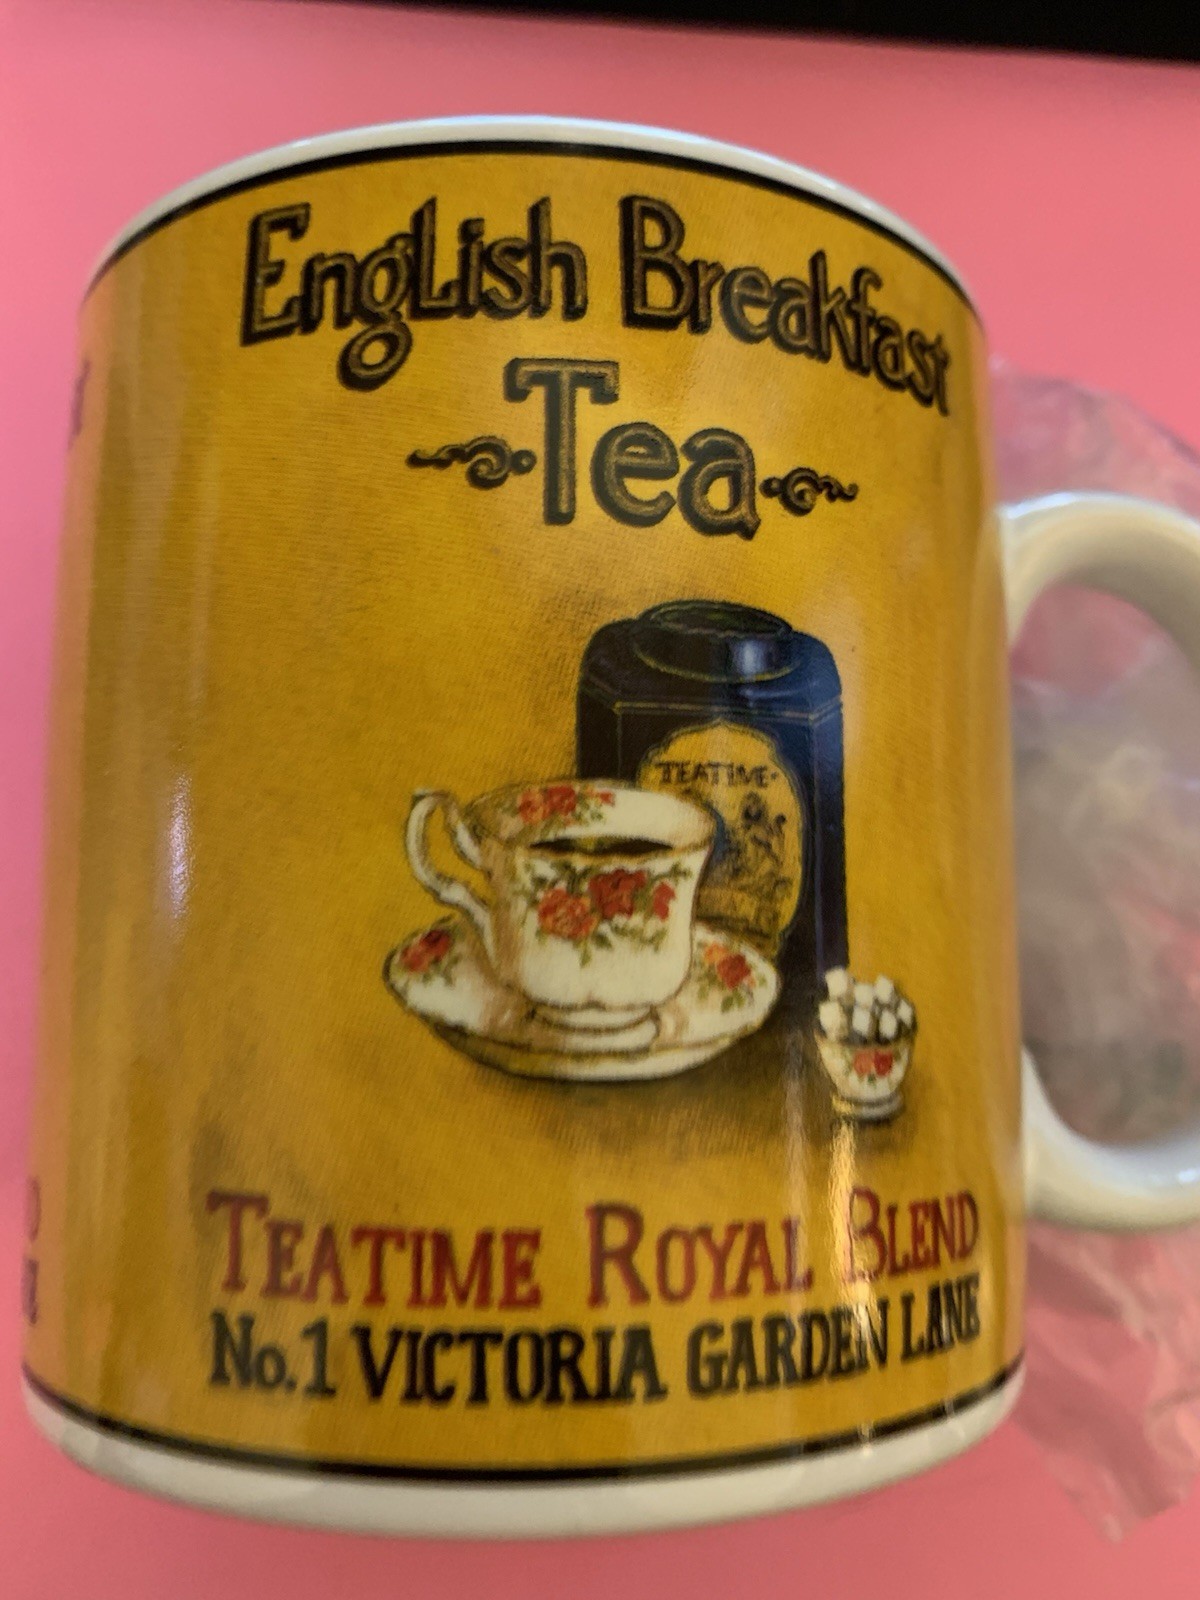 English Breakfast
Tea
TEATIME
TEATIME ROYAL BLEND
No.1 VICTORIA GARDEN LANE